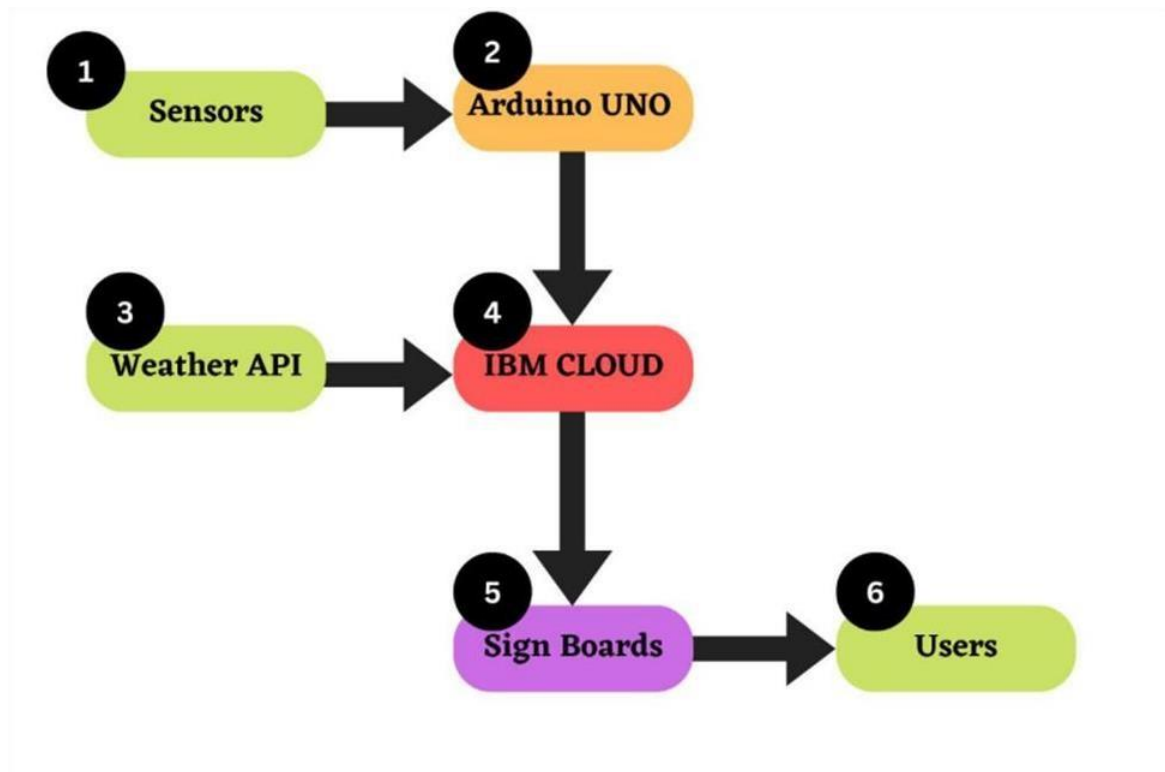 1
Sensors
2
Arduino UNO
3
Weather API
4
IBM CLOUD
5
Sign Boards
6
Users